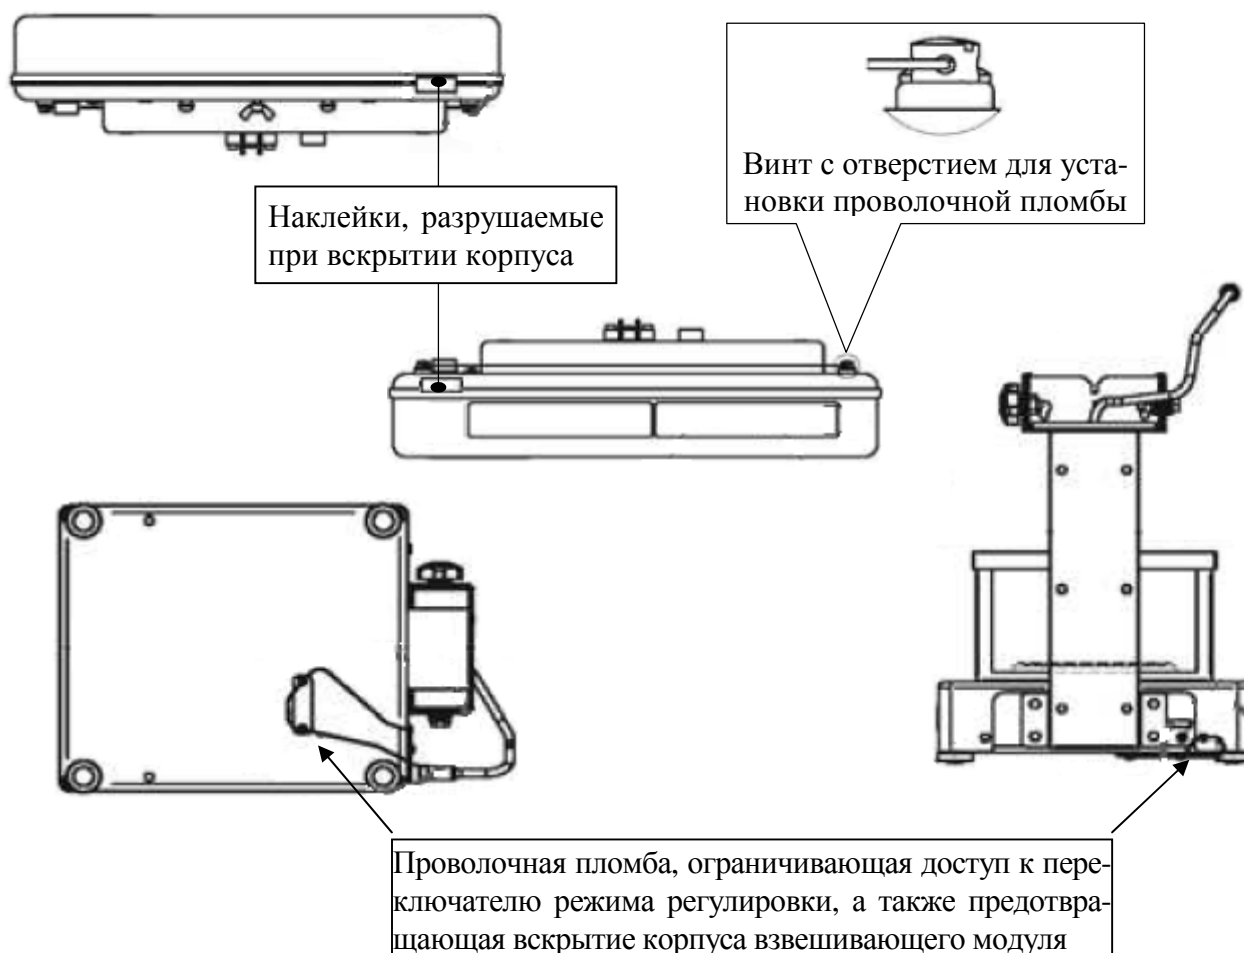 Винт с отверстием для уста-
новки проволочной пломбы
Наклейки, разрушаемые
при вскрытии корпуса
Проволочная пломба, ограничивающая доступ к пере-
ключателю режима регулировки, а также предотвра-
щающая вскрытие корпуса взвешивающего модуля